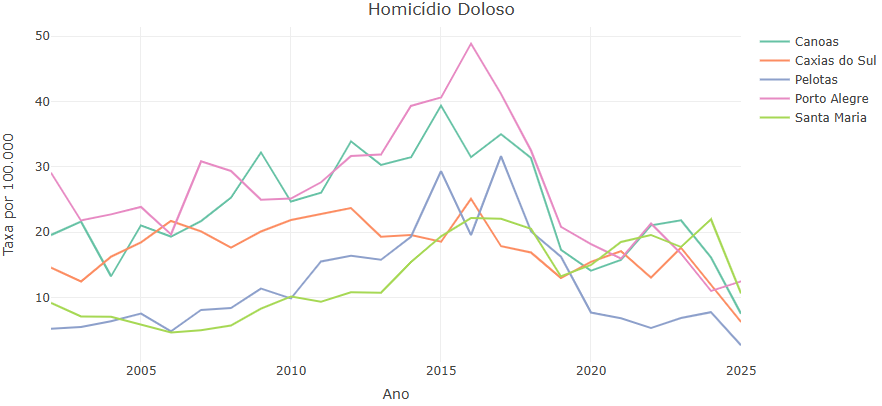 Homicídio Doloso
Taxa por 100.000
50
40
30
20
10
2005
2010
2015
2020
2025
Ano
Canoas
Caxias do Sul
Pelotas
Porto Alegre
Santa Maria